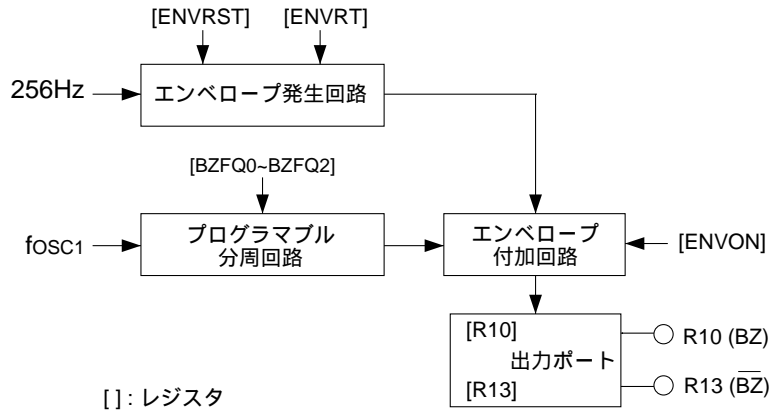 [ENVRST] [ENVRT]
256Hz エンベロープ発生回路
[BZFQ0~BZFQ2]
fOSC1 プログラマブル
分周回路
エンベロープ
付加回路
[ENVON]
[R10]
出力ポート
[R13]
R10 (BZ)
R13 (B̅Z̅)
[ ] : レジスタ